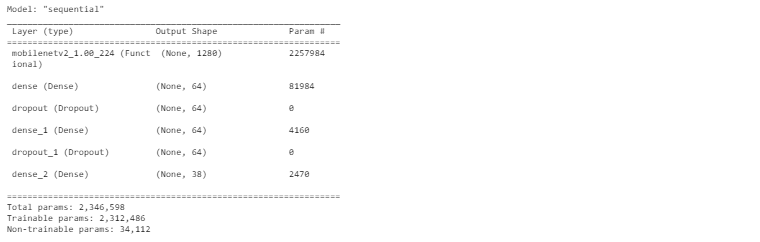 Model: "sequential"
Layer (type) Output Shape Param #
mobilenetv2_1.00_224 (Funct (None, 1280) 2257984
ional)
dense (Dense) (None, 64) 81984
dropout (Dropout) (None, 64) 0
dense_1 (Dense) (None, 64) 4160
dropout_1 (Dropout) (None, 64) 0
dense_2 (Dense) (None, 38) 2470
Total params: 2,346,598
Trainable params: 2,312,486
Non-trainable params: 34,112